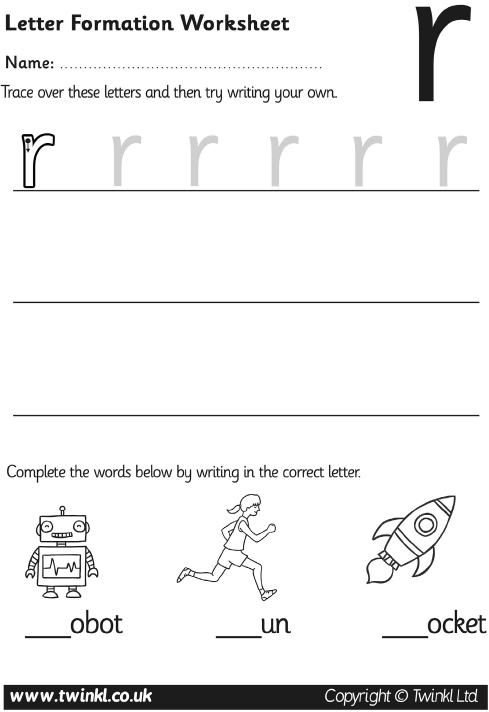 Letter Formation Worksheet
r
Name: ......................................................
Trace over these letters and then try writing your own.
r r r r r r
Complete the words below by writing in the correct letter.
___obot ___un ___ocket
www.twinkl.co.uk Copyright © Twinkl Ltd.